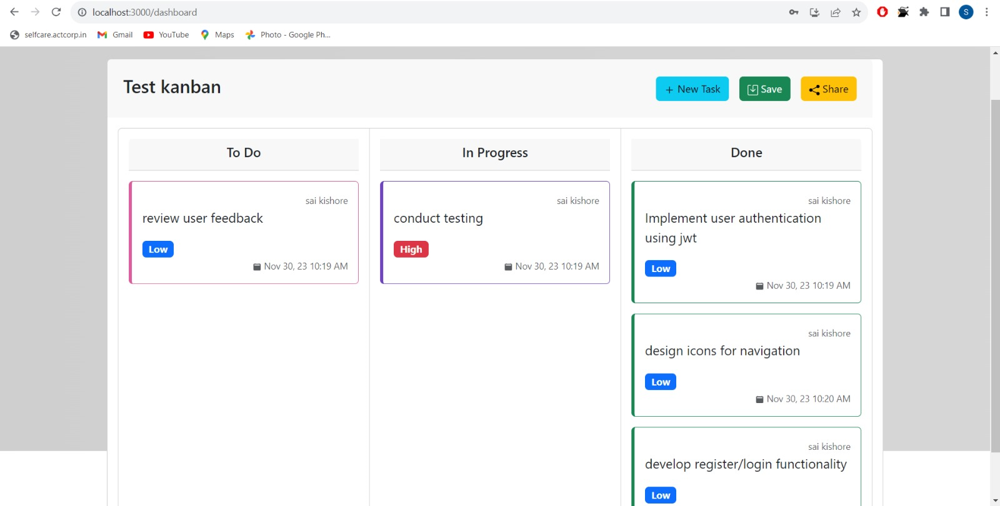 localhost:3000/dashboard
S
selfcare.actcorp.in Gmail YouTube Maps Photo - Google Ph...
Test kanban
+ New Task Save Share
To Do
review user feedback
sai kishore
Low
Nov 30, 23 10:19 AM
In Progress
sai kishore
conduct testing
High
Nov 30, 23 10:19 AM
Done
sai kishore
Implement user authentication
using jwt
Low
Nov 30, 23 10:19 AM
sai kishore
design icons for navigation
Low
Nov 30, 23 10:20 AM
sai kishore
develop register/login functionality
Low